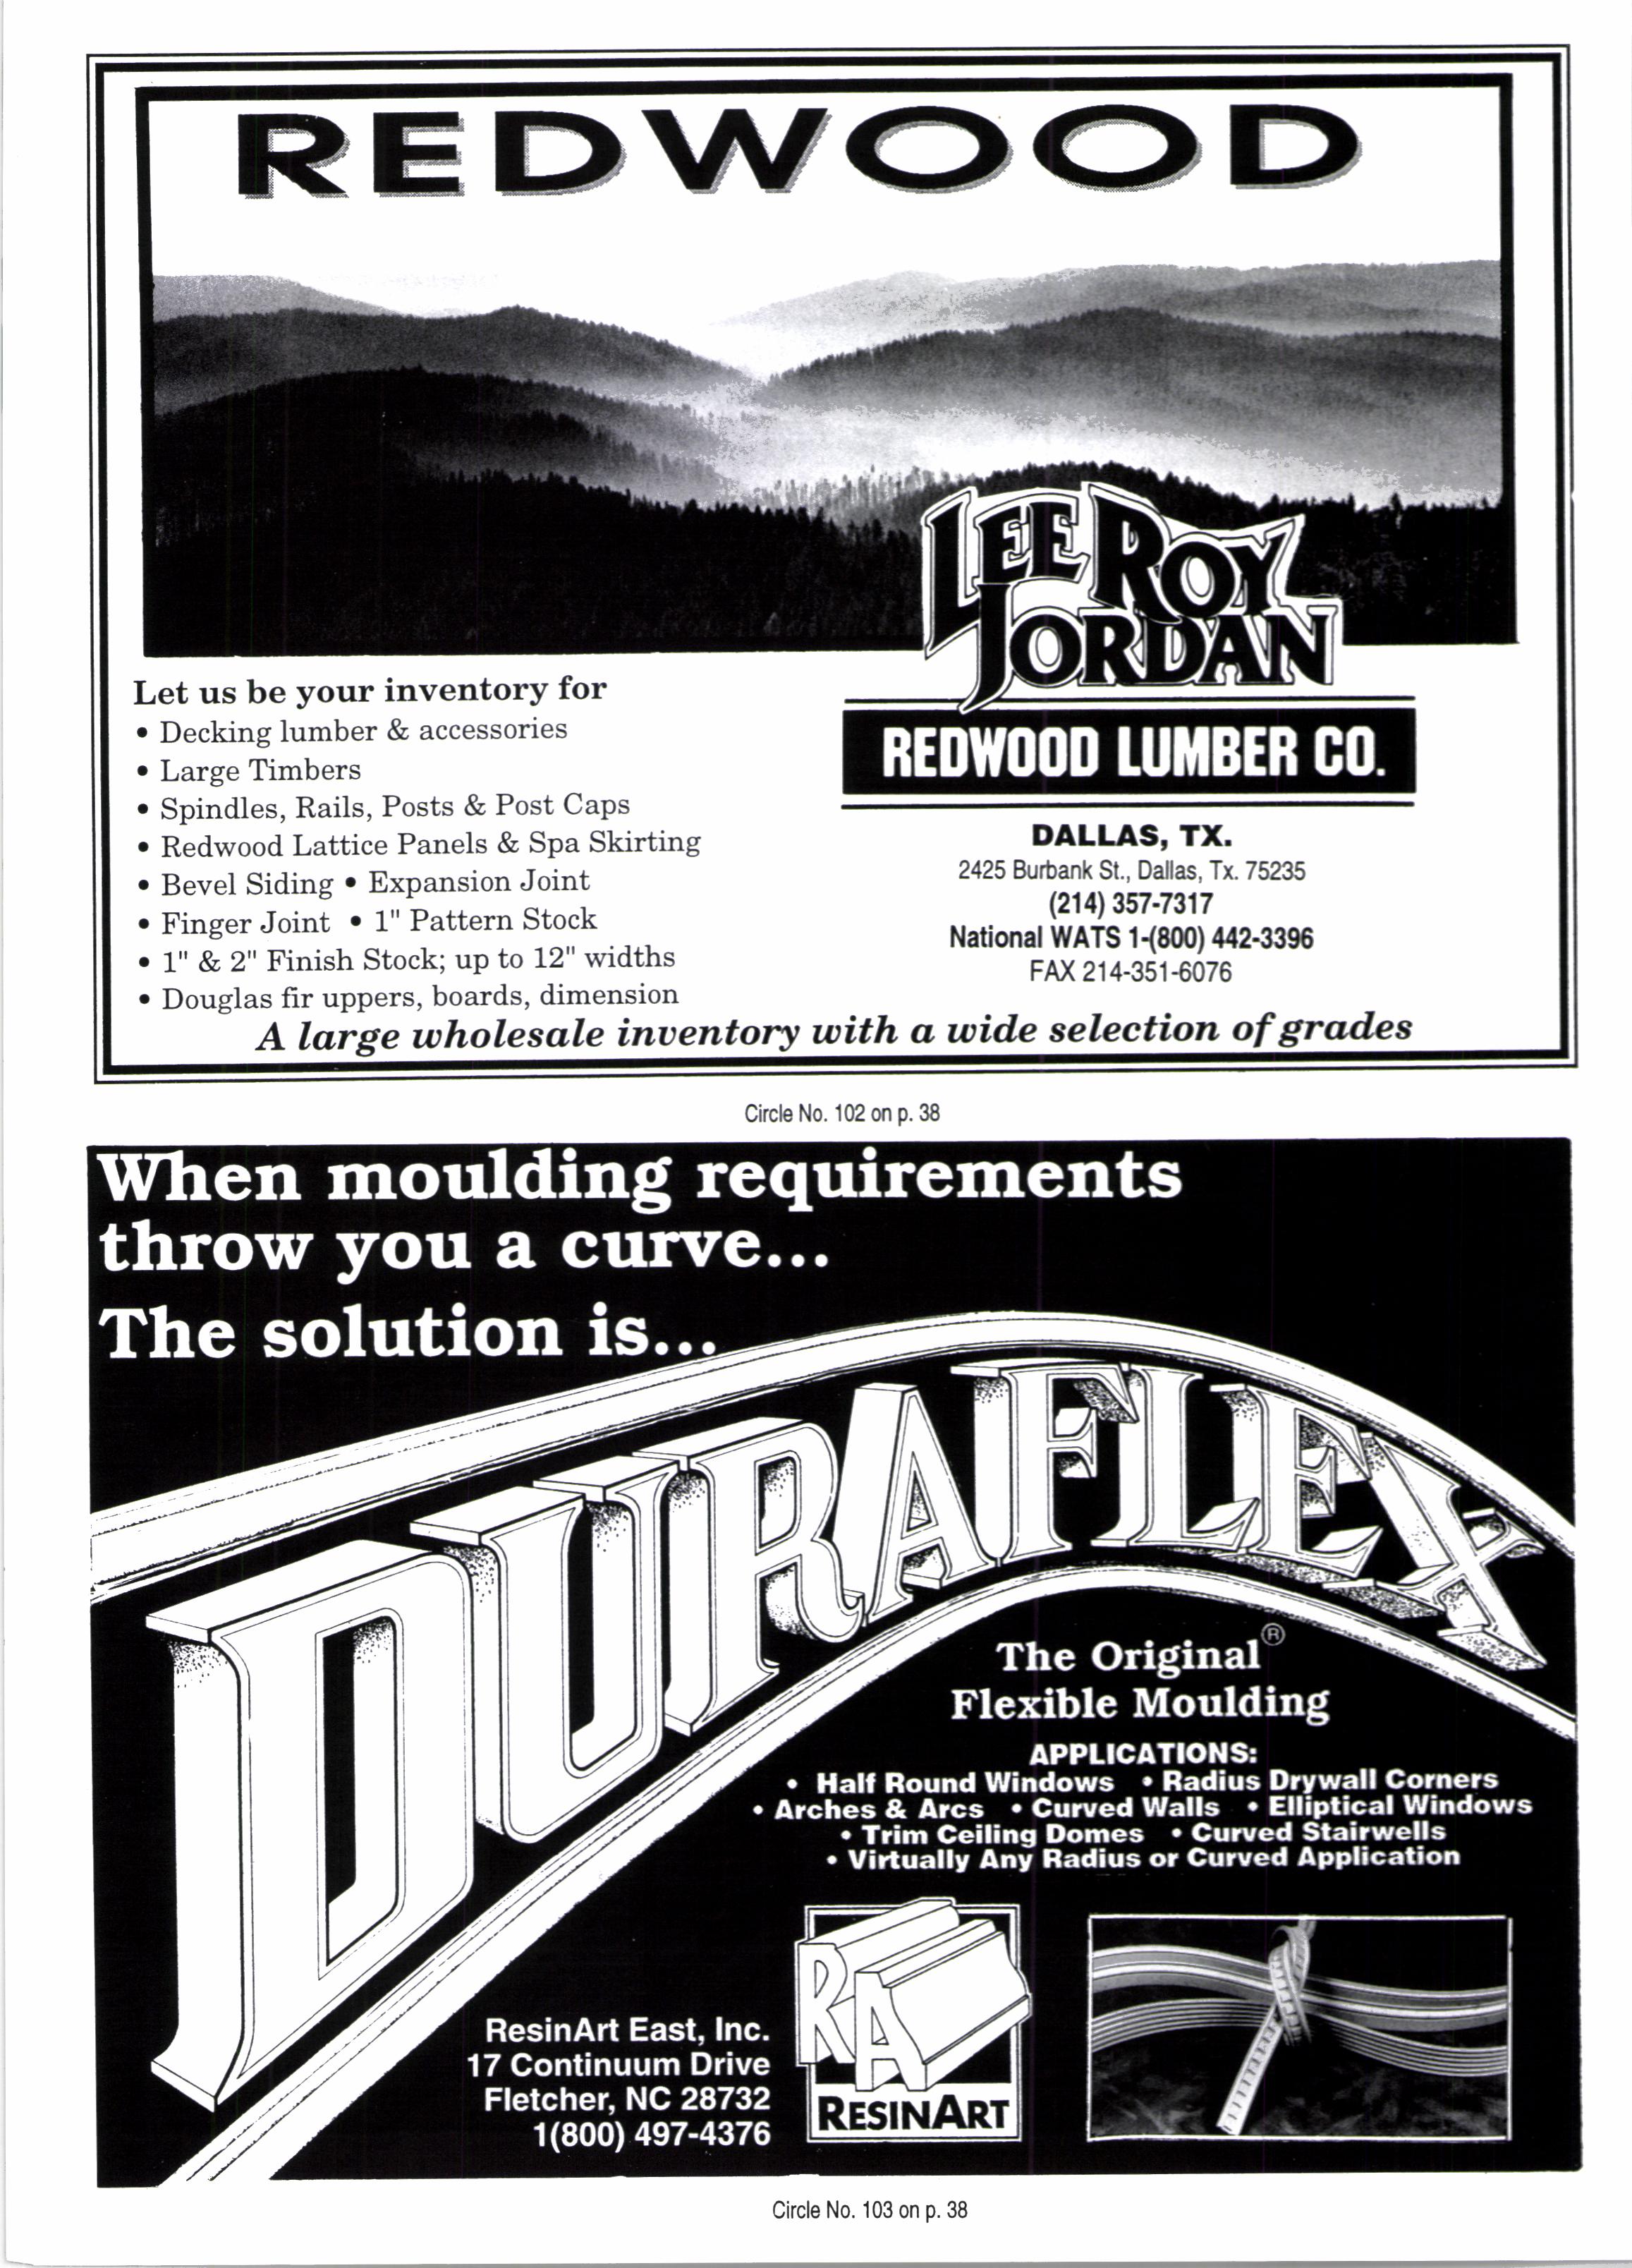 REDWOOD
LEE ROY
JORDAN
REDWOOD LUMBER CO.
Let us be your inventory for
• Decking lumber & accessories
• Large Timbers
• Spindles, Rails, Posts & Post Caps
• Redwood Lattice Panels & Spa Skirting
• Bevel Siding • Expansion Joint
• Finger Joint • 1" Pattern Stock
• 1" & 2" Finish Stock; up to 12" widths
• Douglas fir uppers, boards, dimension
DALLAS, TX.
2425 Burbank St., Dallas, Tx. 75235
(214) 357-7317
National WATS 1-(800) 442-3396
FAX 214-351-6076
A large wholesale inventory with a wide selection of grades
Circle No. 102 on p. 38
When moulding requirements
throw you a curve...
The solution is...
DURAFLEX
®
The Original
Flexible Moulding
APPLICATIONS:
• Half Round Windows • Radius Drywall Corners
• Arches & Arcs • Curved Walls • Elliptical Windows
• Trim Ceiling Domes • Curved Stairwells
• Virtually Any Radius or Curved Application
ResinArt East, Inc.
17 Continuum Drive
Fletcher, NC 28732
1(800) 497-4376
RA
RESINART
Circle No. 103 on p. 38